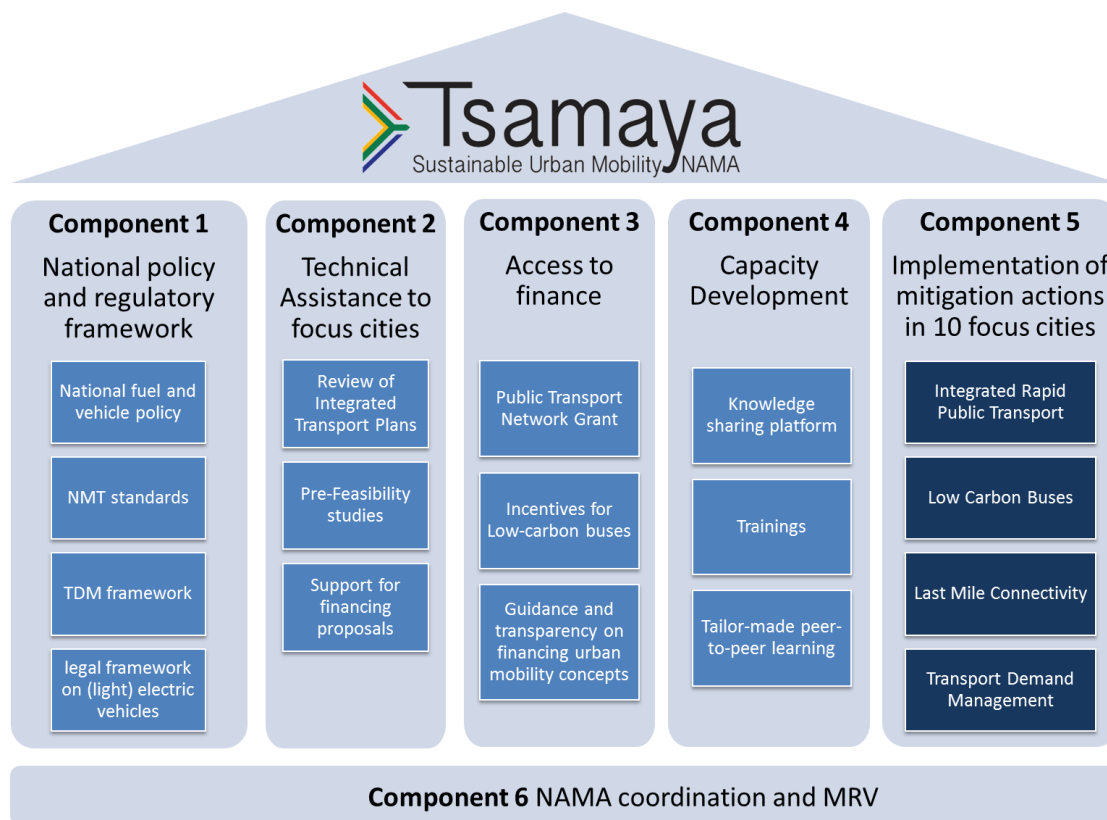 Tsamaya
Sustainable Urban Mobility NAMA
Component 1
National policy
and regulatory
framework
National fuel and
vehicle policy
NMT standards
TDM framework
legal framework
on (light) electric
vehicles
Component 2
Technical
Assistance to
focus cities
Review of
Integrated
Transport Plans
Pre-Feasibility
studies
Support for
financing
proposals
Component 3
Access to
finance
Public Transport
Network Grant
Incentives for
Low-carbon buses
Guidance and
transparency on
financing urban
mobility concepts
Component 4
Capacity
Development
Knowledge
sharing platform
Trainings
Tailor-made peer-
to-peer learning
Component 5
Implementation of
mitigation actions
in 10 focus cities
Integrated Rapid
Public Transport
Low Carbon Buses
Last Mile Connectivity
Transport Demand
Management
Component 6 NAMA coordination and MRV